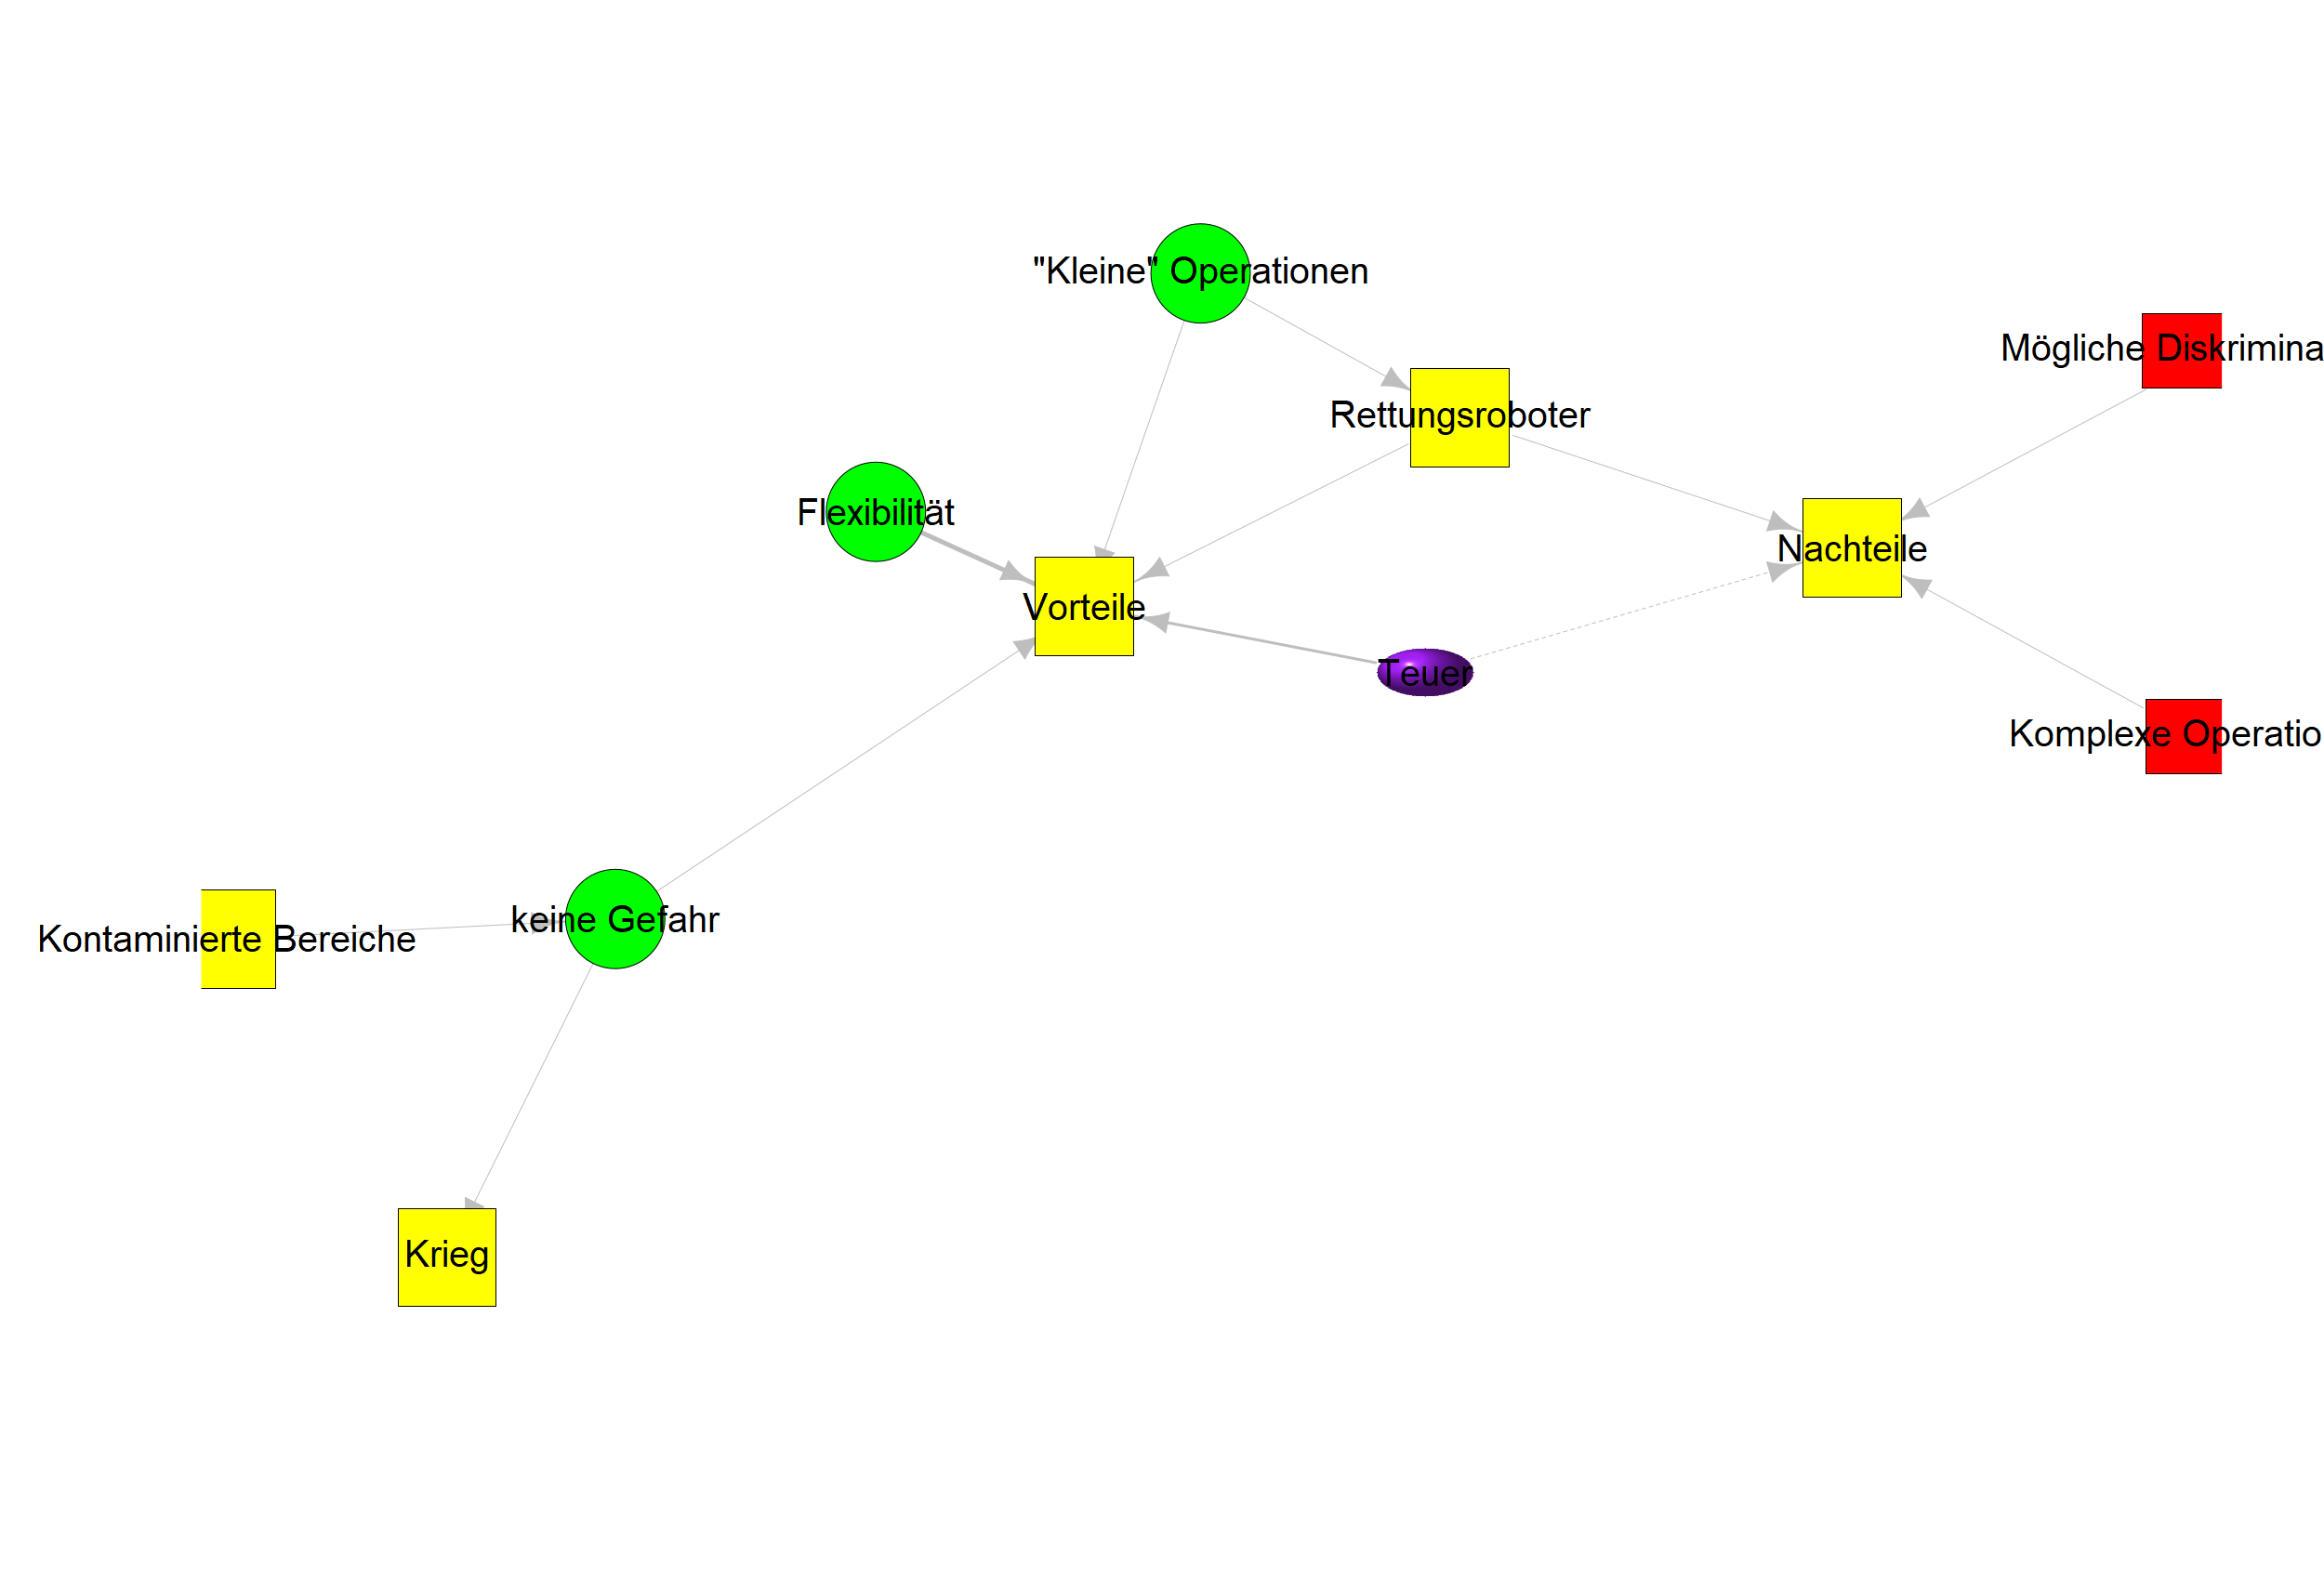 "Kleine" Operationen
Mögliche Diskrimina
Rettungsroboter
Flexibilität
Nachteile
Vorteile
Teuer
Komplexe Operatio
keine Gefahr
Kontaminierte Bereiche
Krieg